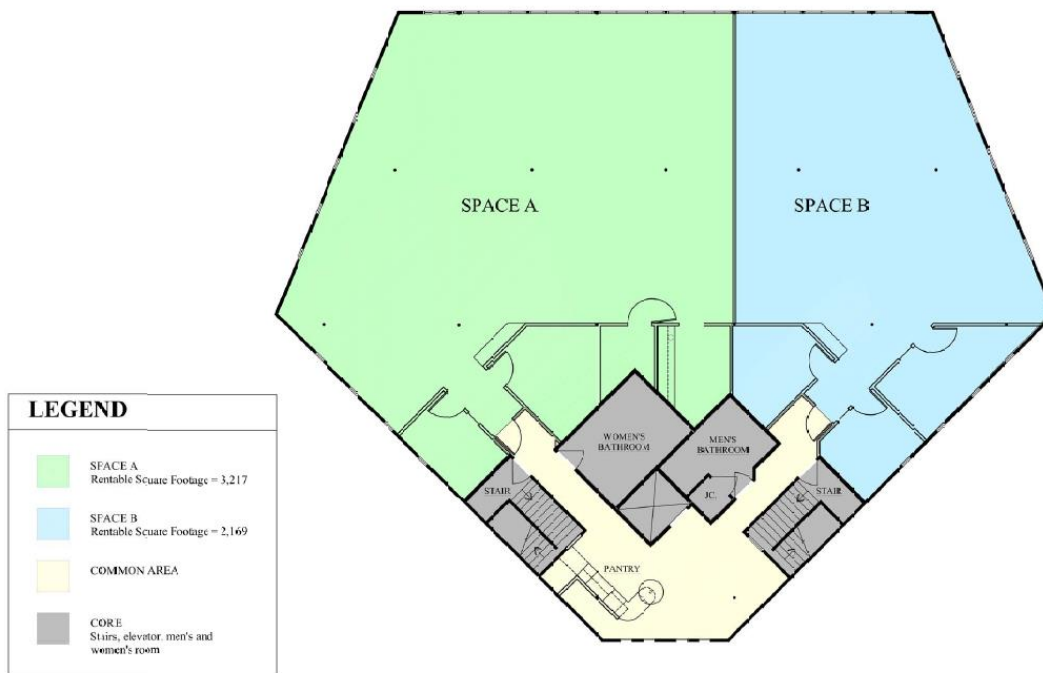 SPACE A
SPACE B
WOMEN'S
BATHROOM
MEN'S
BATHROOM
STAIR
JC.
STAIR
PANTRY
LEGEND
SPACE A
Rentable Square Footage = 3,217
SPACE B
Rentable Square Footage = 2,169
COMMON AREA
CORE
Stairs, elevator, men's and
women's room